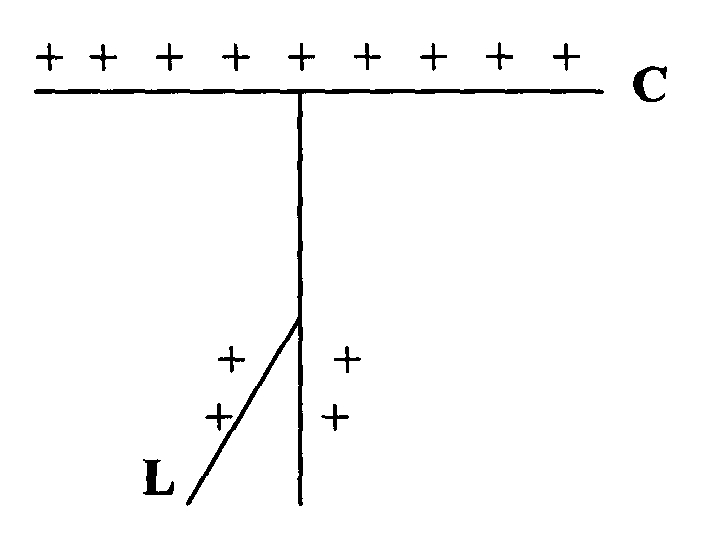 + + + + + + + + +
C
+ +
+ +
L